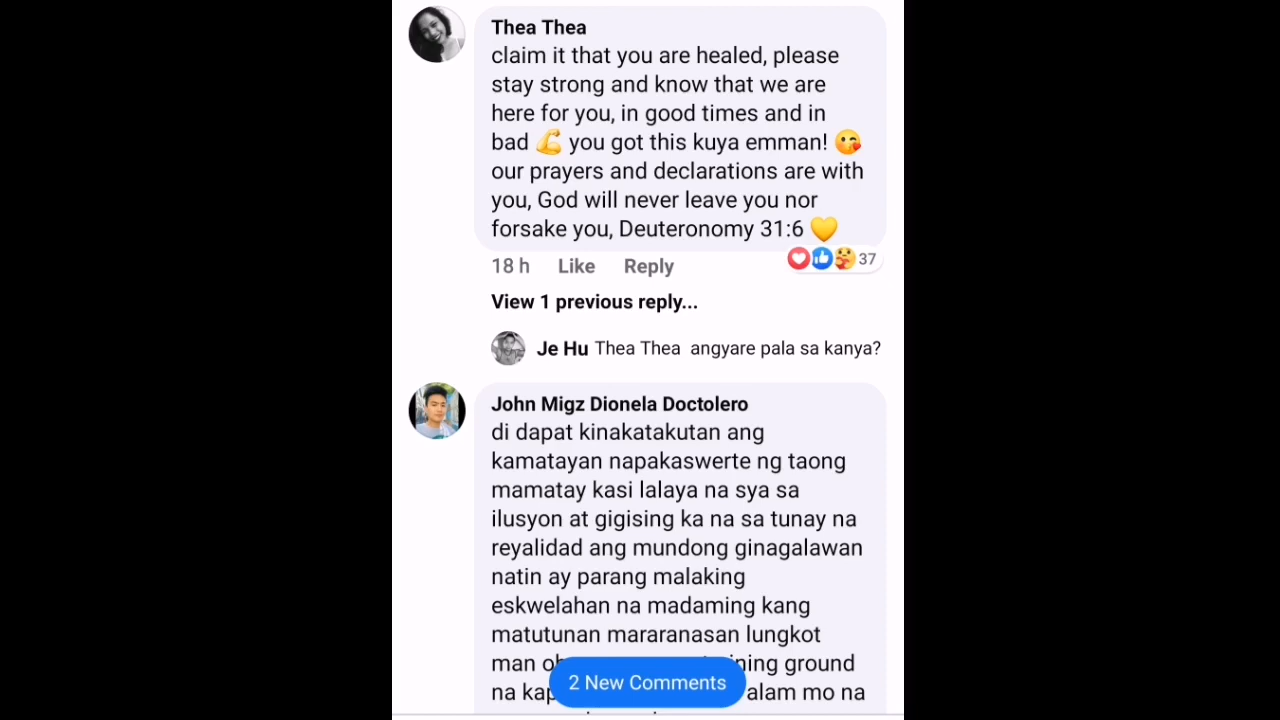 Thea Thea
claim it that you are healed, please
stay strong and know that we are
here for you, in good times and in
bad 💪 you got this kuya emman! 😘
our prayers and declarations are with
you, God will never leave you nor
forsake you, Deuteronomy 31:6 💛
18 h Like Reply 37
View 1 previous reply...
Je Hu Thea Thea angyare pala sa kanya?
John Migz Dionela Doctolero
di dapat kinakatakutan ang
kamatayan napakaswerte ng taong
mamatay kasi lalaya na sya sa
ilusyon at gigising ka na sa tunay na
reyalidad ang mundong ginagalawan
natin ay parang malaking
eskwelahan na madaming kang
matutunan mararanasan lungkot
man ground
na alam mo na
2 New Comments